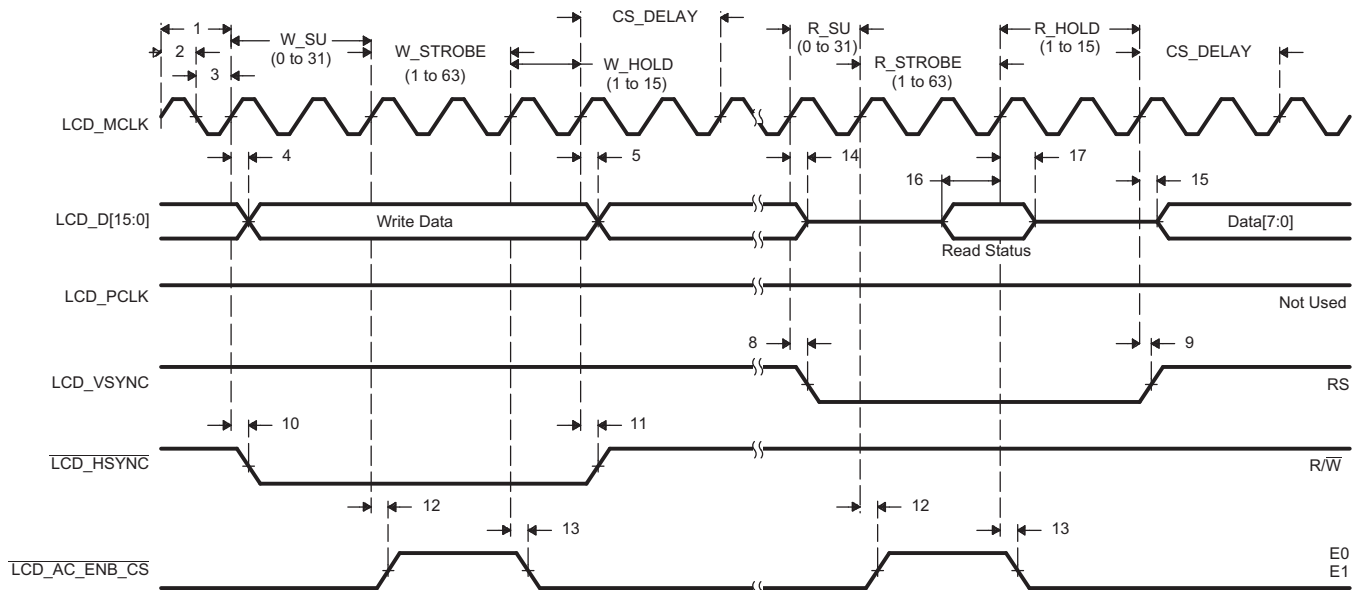 CS_DELAY
1
W_SU
(0 to 31)
R_SU
(0 to 31)
R_HOLD
(1 to 15)
2
W_STROBE
(1 to 63)
CS_DELAY
3
W_HOLD
(1 to 15)
R_STROBE
(1 to 63)
LCD_MCLK
4
5
14
17
16
15
LCD_D[15:0]
Write Data
Read Status
Data[7:0]
LCD_PCLK
Not Used
8
9
LCD_VSYNC
RS
10
11
LCD_HSYNC
R/W
12
13
12
13
LCD_AC_ENB_CS
E0
E1